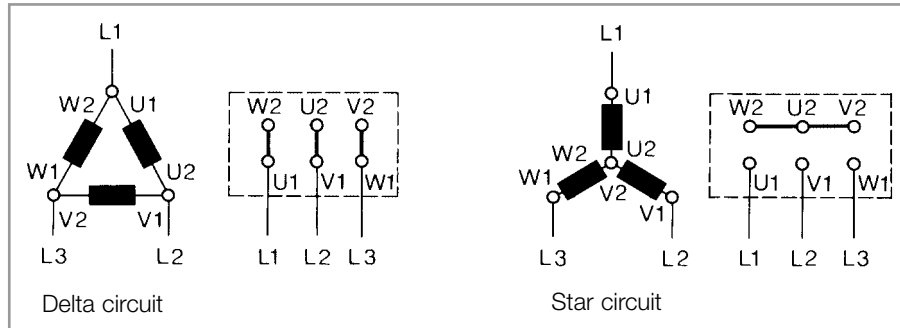 L1
W2 U1
W1 U2
V2 V1
L3 L2
W2 U2 V2
U1 V1 W1
L1 L2 L3
Delta circuit
L1
U1
W2 U2
W1 V2 V1
L3 L2
W2 U2 V2
U1 V1 W1
L1 L2 L3
Star circuit